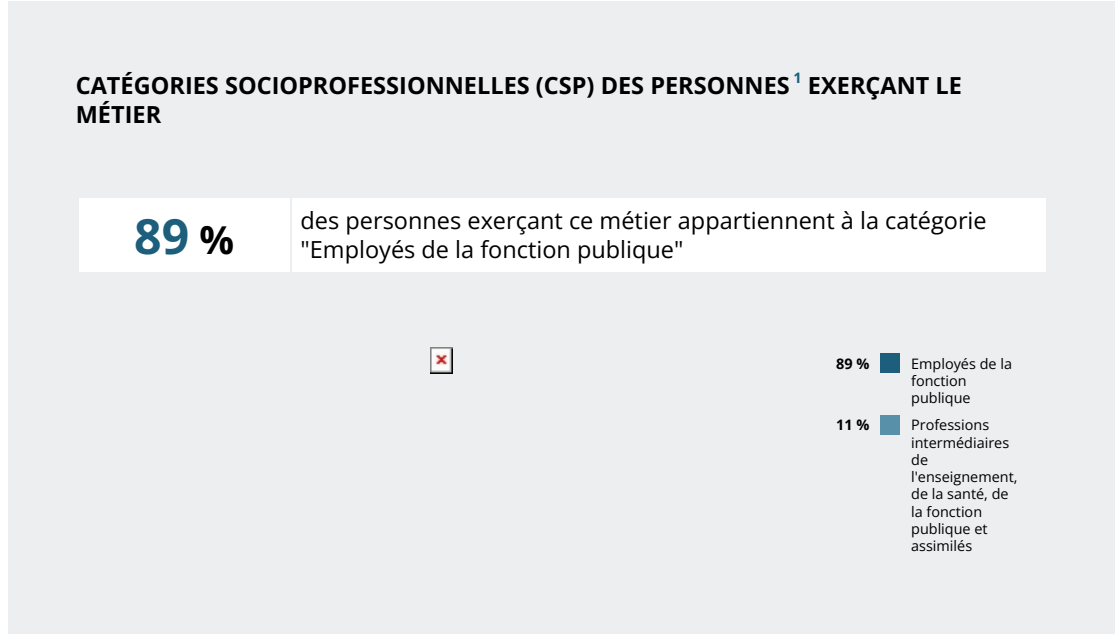 CATÉGORIES SOCIOPROFESSIONNELLES (CSP) DES PERSONNES 1 EXERÇANT LE
MÉTIER
89 %
des personnes exerçant ce métier appartiennent à la catégorie
"Employés de la fonction publique"
89 %
Employés de la
fonction
publique
11 %
Professions
intermédiaires
de
l'enseignement,
de la santé, de
la fonction
publique et
assimilés